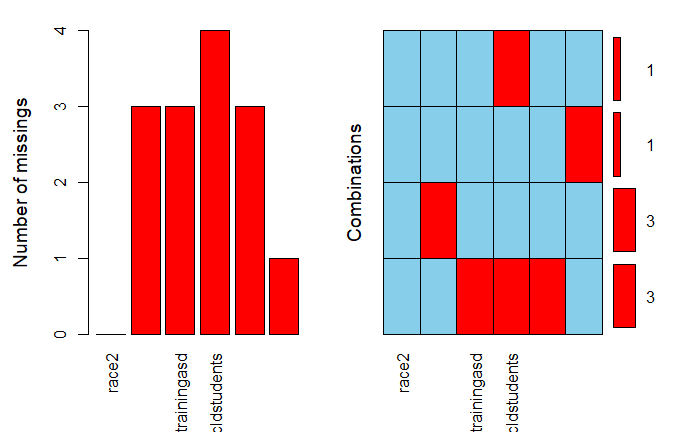 Number of missings
0
1
2
3
4
race2
trainingasd
cldstudents
Combinations
race2
trainingasd
cldstudents
1
1
3
3